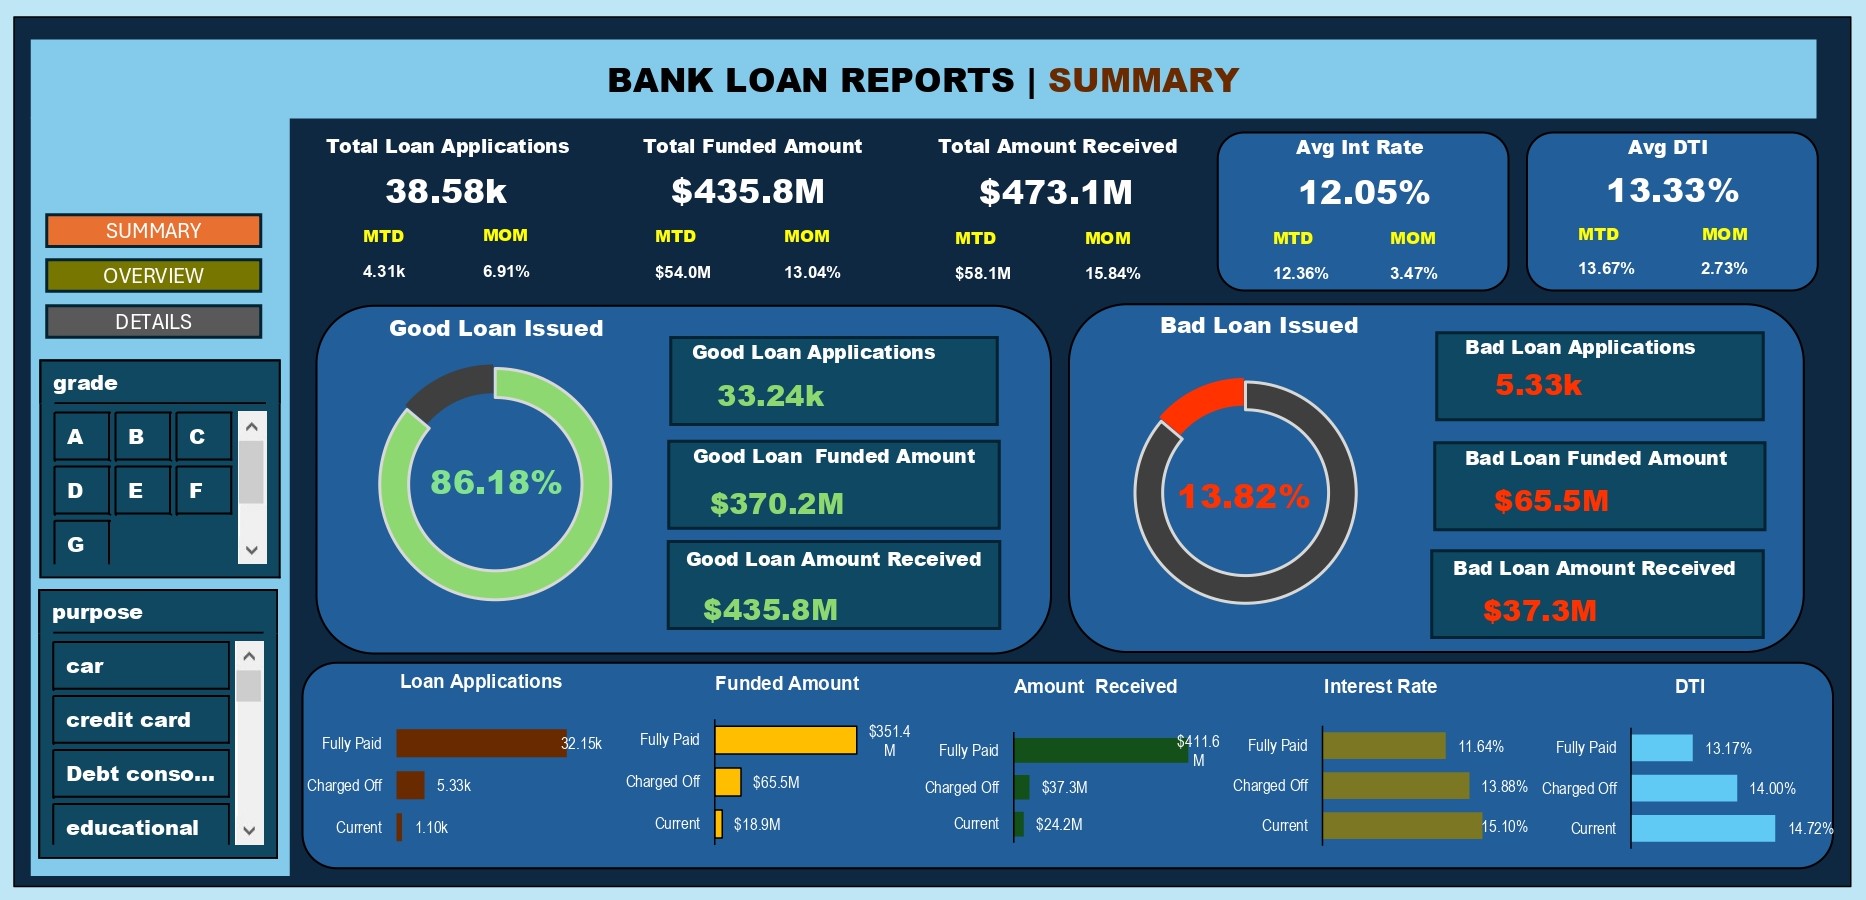 BANK LOAN REPORTS | SUMMARY
SUMMARY
OVERVIEW
DETAILS
grade
A B C
D E F
G
purpose
car
credit card
Debt conso...
educational
Total Loan Applications
38.58k
MTD MOM
4.31k 6.91%
Total Funded Amount
$435.8M
MTD MOM
$54.0M 13.04%
Total Amount Received
$473.1M
MTD MOM
$58.1M 15.84%
Avg Int Rate
12.05%
MTD MOM
12.36% 3.47%
Avg DTI
13.33%
MTD MOM
13.67% 2.73%
Good Loan Issued
86.18%
Good Loan Applications
33.24k
Good Loan  Funded Amount
$370.2M
Good Loan Amount Received
$435.8M
Bad Loan Issued
13.82%
Bad Loan Applications
5.33k
Bad Loan Funded Amount
$65.5M
Bad Loan Amount Received
$37.3M
Loan Applications
Fully Paid 32.15k
Charged Off 5.33k
Current 1.10k
Funded Amount
Fully Paid $351.4
M
Charged Off $65.5M
Current $18.9M
Amount  Received
Fully Paid $411.6
M
Charged Off $37.3M
Current $24.2M
Interest Rate
Fully Paid 11.64%
Charged Off 13.88%
Current 15.10%
DTI
Fully Paid 13.17%
Charged Off 14.00%
Current 14.72%